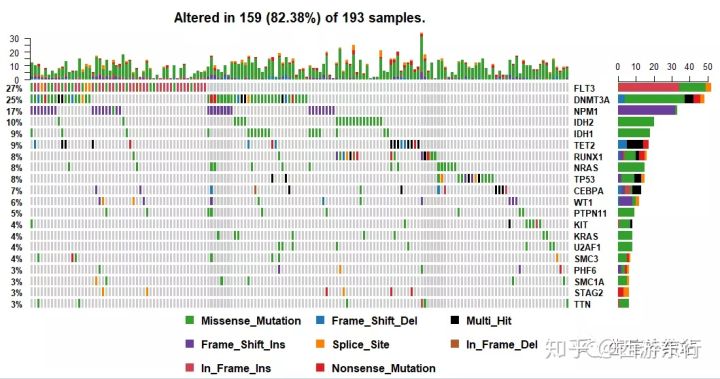 Altered in 159 (82.38%) of 193 samples.
30
20
10
0
0 10 20 30 40 50
27% FLT3
25% DNMT3A
17% NPM1
10% IDH2
9% IDH1
9% TET2
8% RUNX1
8% NRAS
8% TP53
7% CEBPA
6% WT1
5% PTPN11
4% KIT
4% KRAS
4% U2AF1
4% SMC3
3% PHF6
3% SMC1A
3% STAG2
3% TTN
Missense_Mutation Frame_Shift_Del Multi_Hit
Frame_Shift_Ins Splice_Site In_Frame_Del
In_Frame_Ins Nonsense_Mutation
知乎